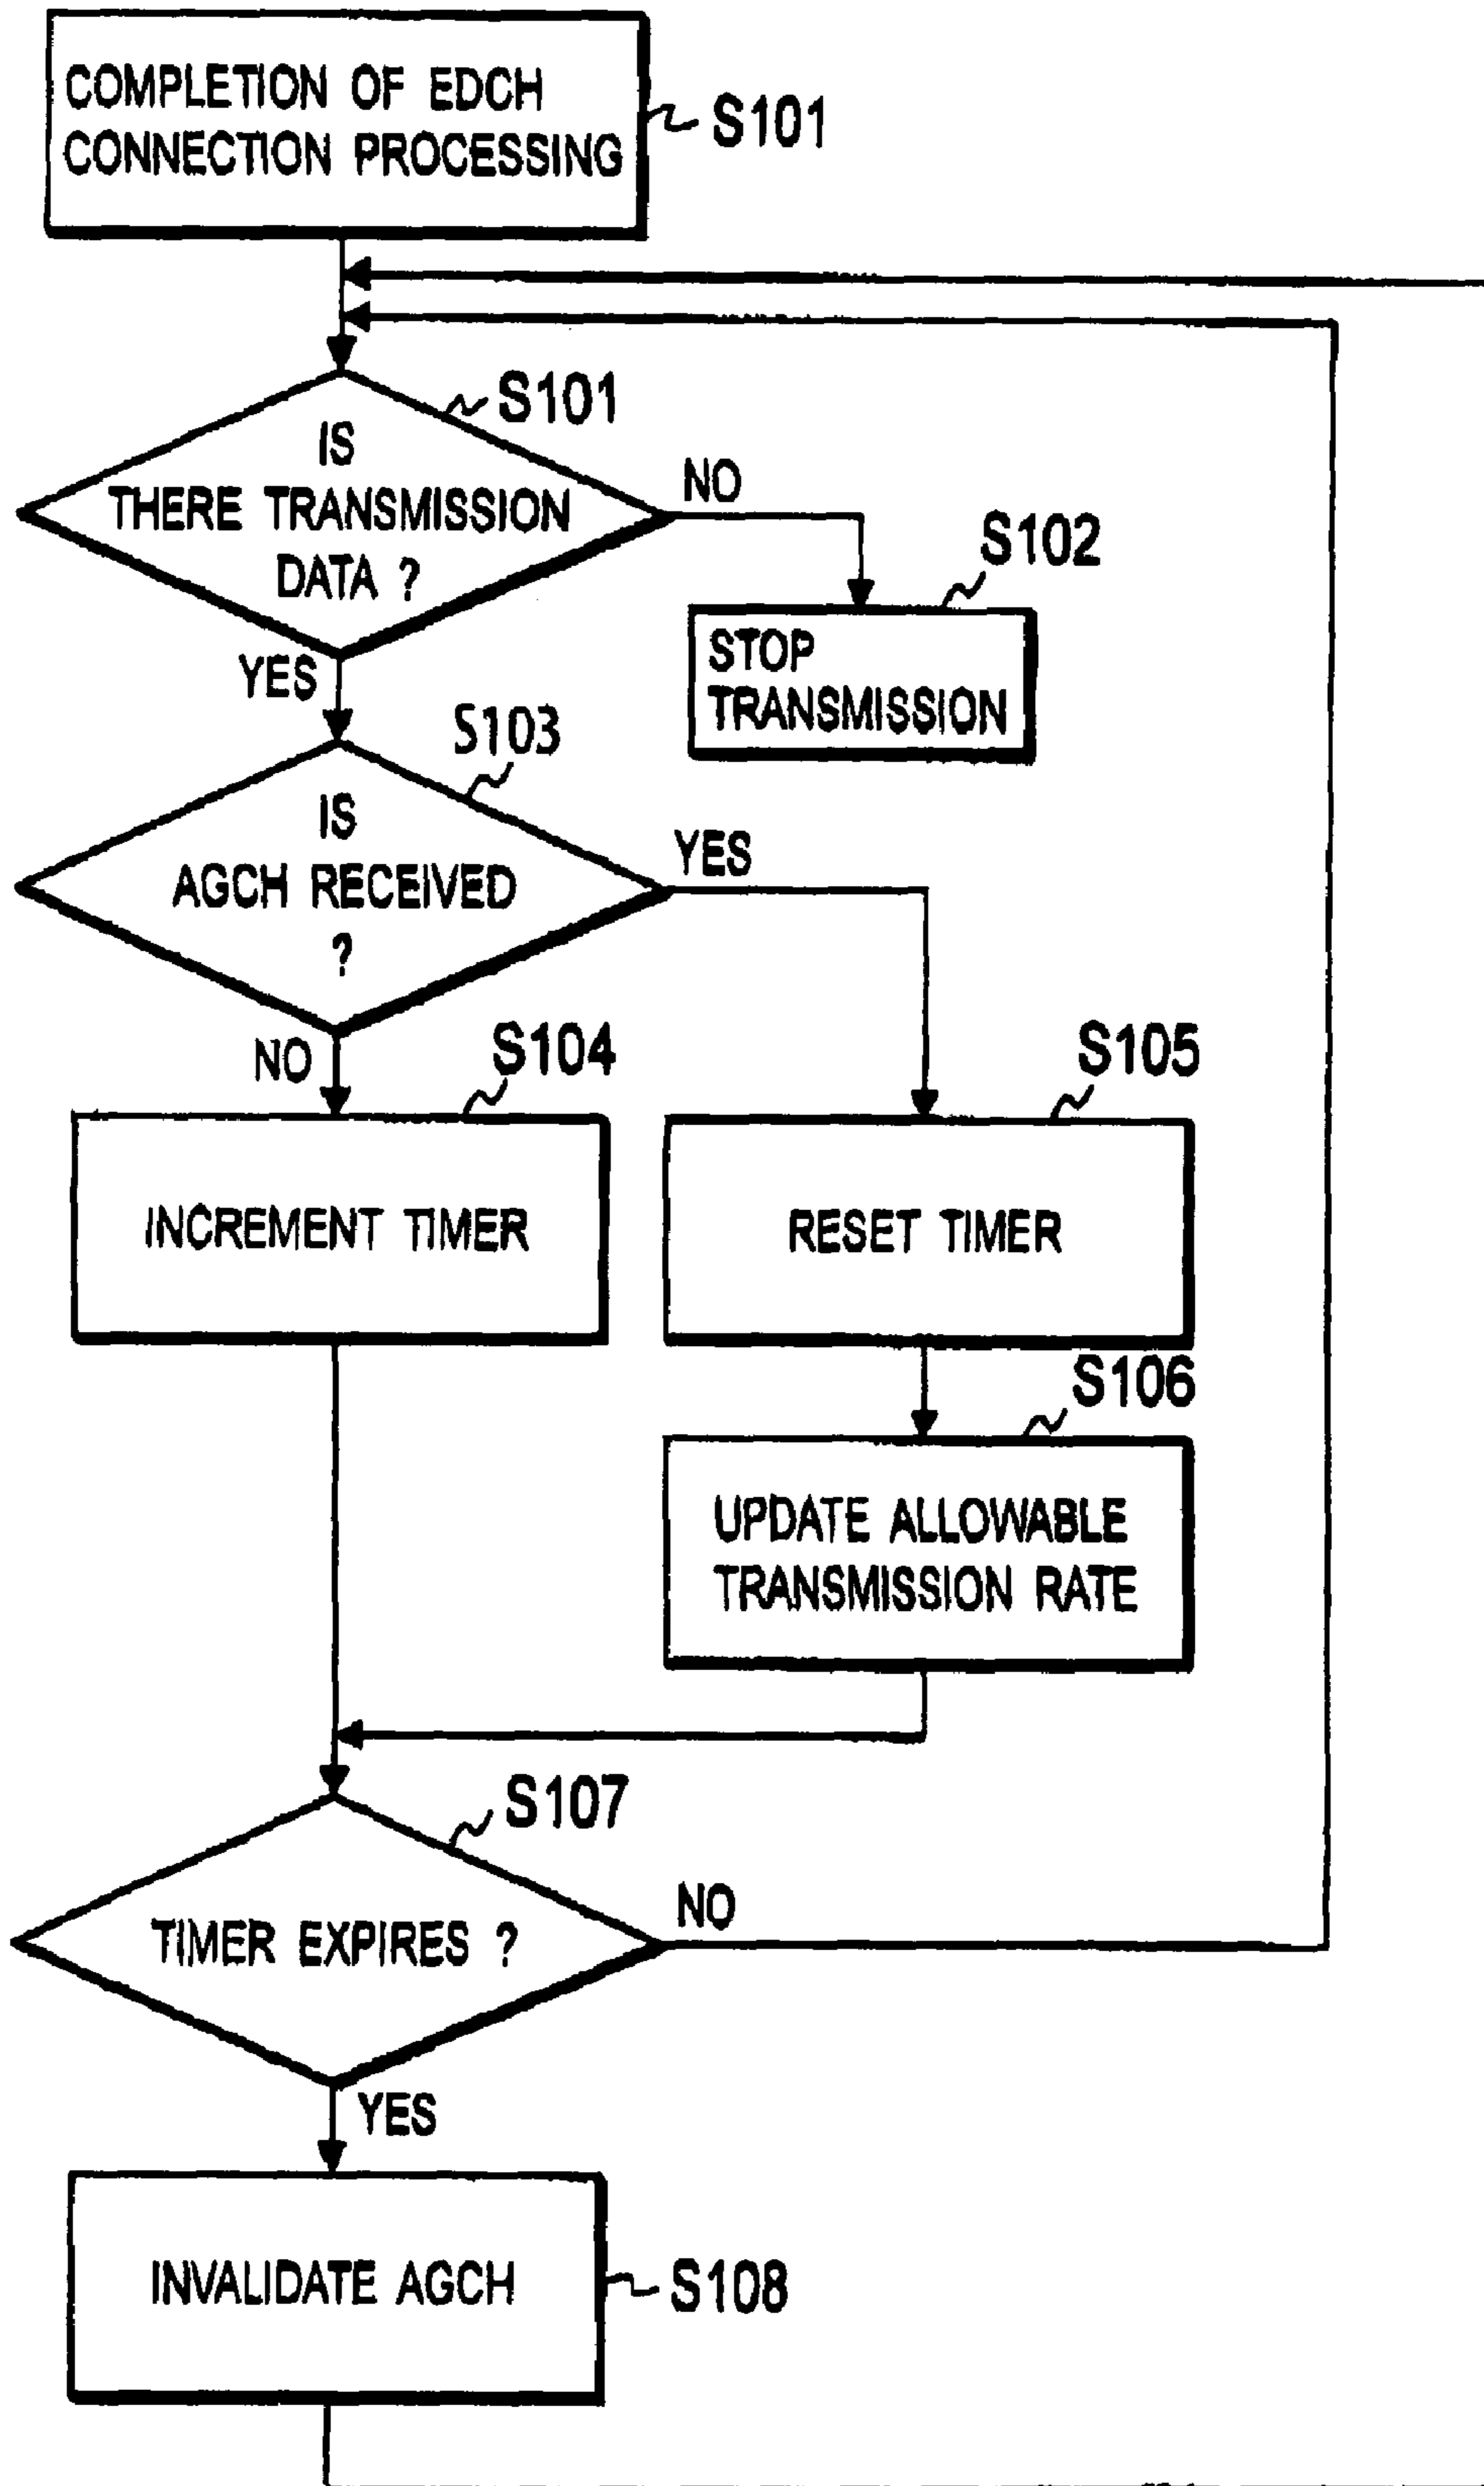 COMPLETION OF EDCH
CONNECTION PROCESSING
S101
S101
IS
THERE TRANSMISSION
DATA ?
NO
YES
S102
STOP
TRANSMISSION
S103
IS
AGCH RECEIVED
?
YES
NO
S104
INCREMENT TIMER
S105
RESET TIMER
S106
UPDATE ALLOWABLE
TRANSMISSION RATE
S107
TIMER EXPIRES ?
NO
YES
INVALIDATE AGCH
S108